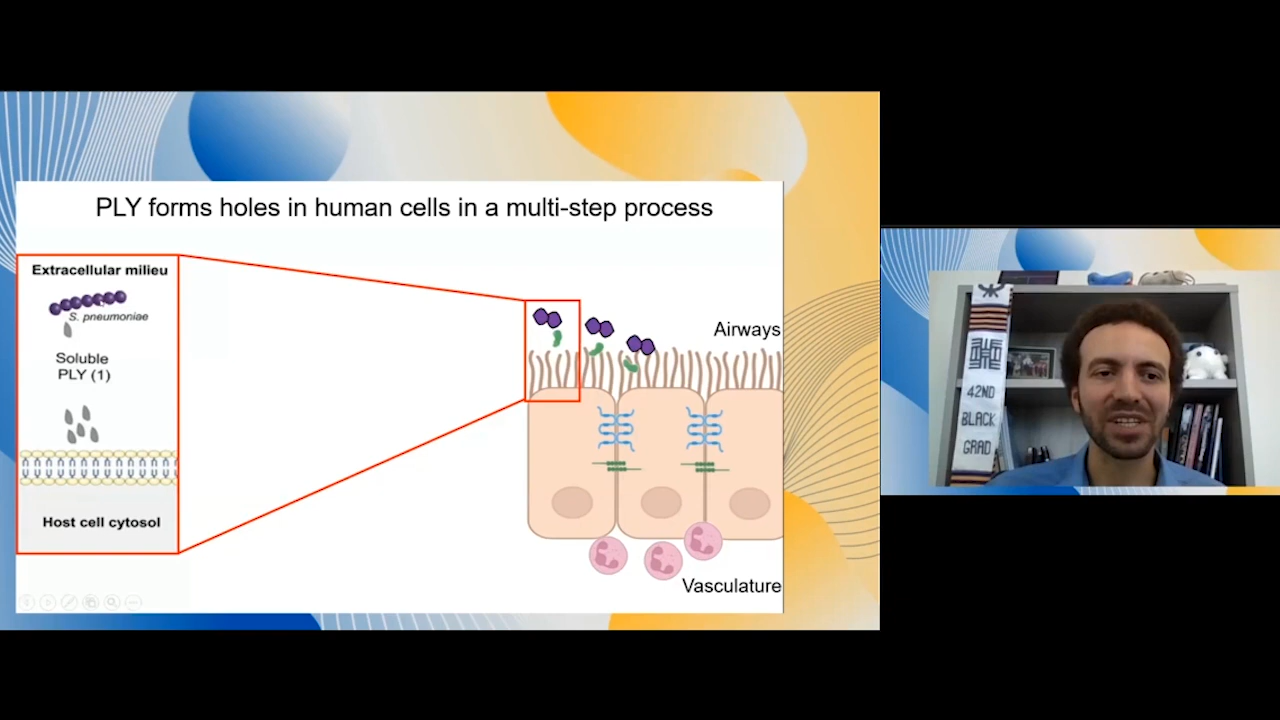 PLY forms holes in human cells in a multi-step process
Extracellular milieu
S. pneumoniae
Soluble
PLY (1)
Host cell cytosol
Airways
Vasculature
42ND
BLACK
GRAD